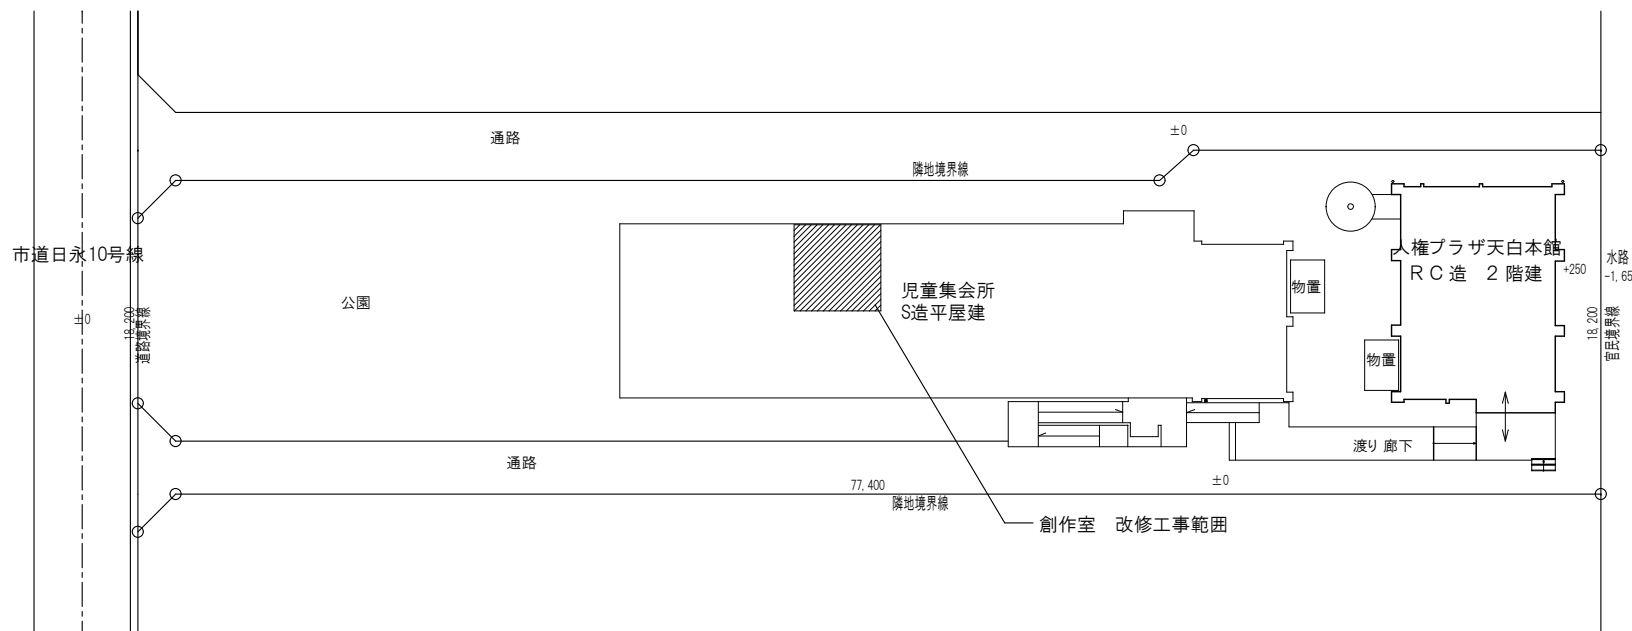 ±0
通路
隣地境界線
市道日永10号線
人権プラザ天白本館
RC造 2階建
+250
水路
-1,65
公園
児童集会所
S造平屋建
物置
±0
18,200
道路境界線
18,200
官民境界線
物置
渡り廊下
通路
77,400
隣地境界線
±0
創作室 改修工事範囲